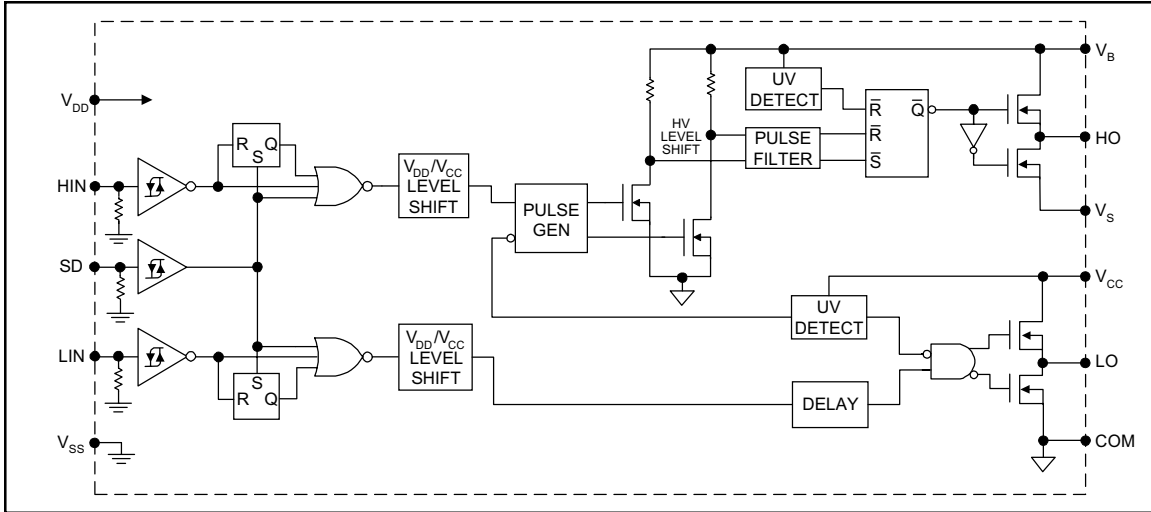 V_B
UV
DETECT
R̅
Q̅
V_DD
HV
LEVEL
SHIFT
R̅
PULSE
FILTER
S̅
HO
R
Q
S
V_DD/V_CC
LEVEL
SHIFT
HIN
PULSE
GEN
V_S
SD
V_CC
UV
DETECT
LIN
V_DD/V_CC
LEVEL
SHIFT
LO
S
R
Q
DELAY
V_SS
COM